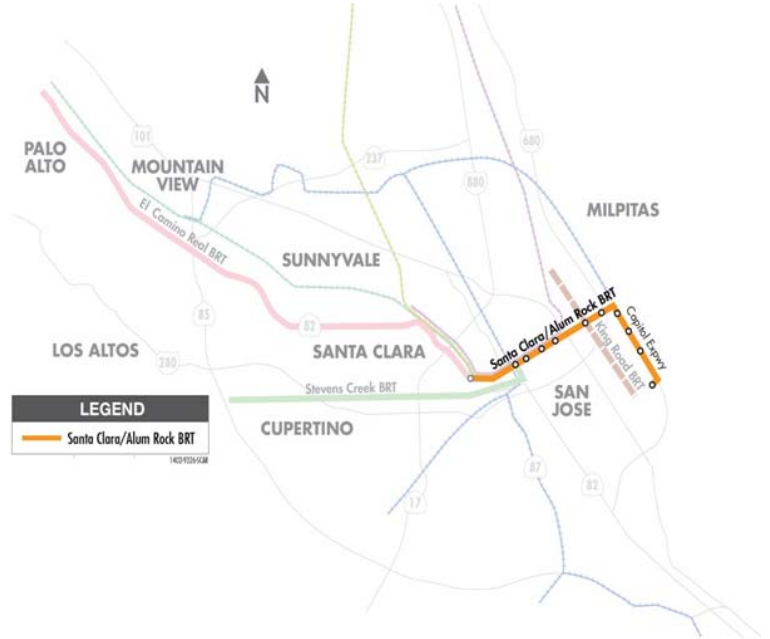 N
PALO
ALTO
101
MOUNTAIN
VIEW
237
880
680
MILPITAS
El Camino Real BRT
SUNNYVALE
82
85
LOS ALTOS
280
SANTA CLARA
Santa Clara/Alum Rock BRT
Capitol Expwy
King Road BRT
Stevens Creek BRT
SAN
JOSE
CUPERTINO
LEGEND
Santa Clara/Alum Rock BRT
87
82
17